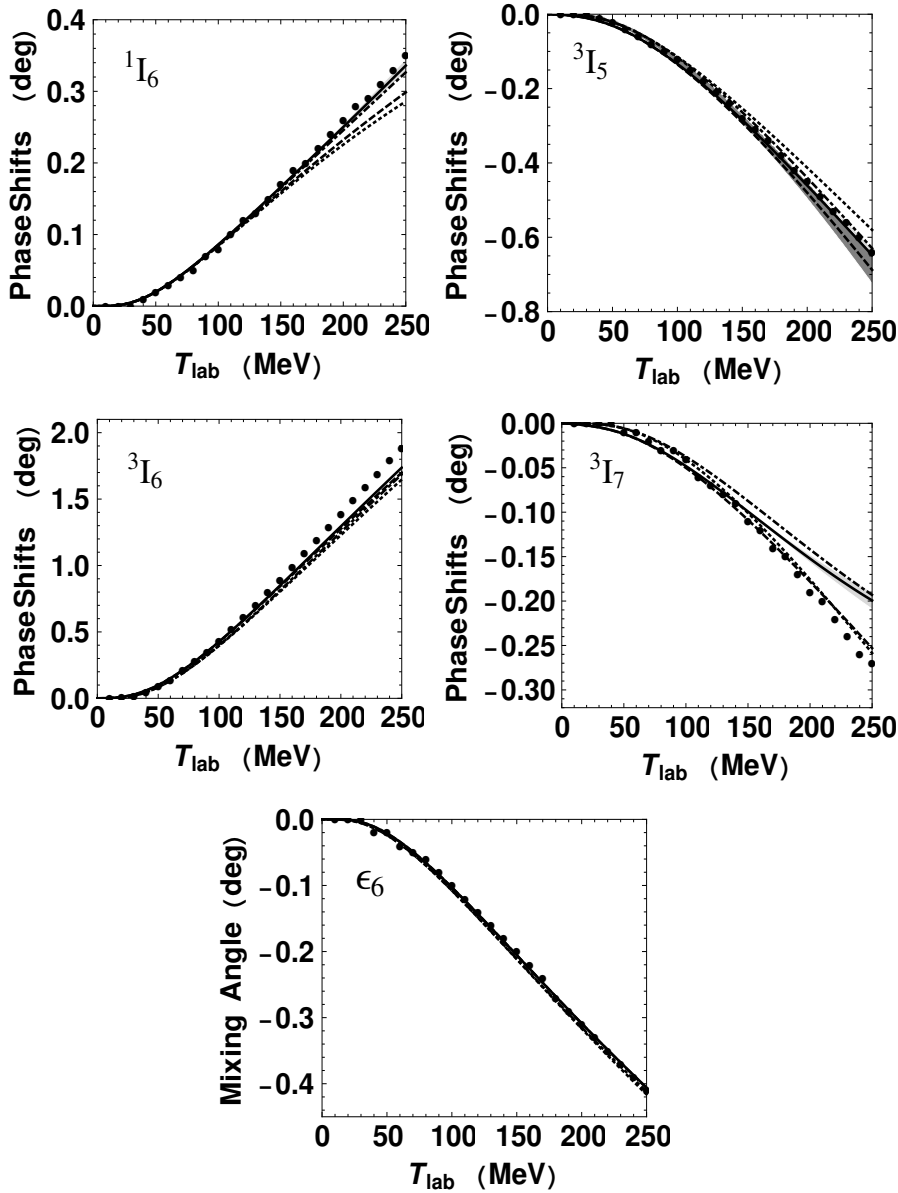 0.4
0.3
0.2
0.1
0.0
¹I₆
Phase Shifts (deg)
0 50 100 150 200 250
T_lab (MeV)
0.0
−0.2
−0.4
−0.6
−0.8
³I₅
Phase Shifts (deg)
0 50 100 150 200 250
T_lab (MeV)
2.0
1.5
1.0
0.5
0.0
³I₆
Phase Shifts (deg)
0 50 100 150 200 250
T_lab (MeV)
0.00
−0.05
−0.10
−0.15
−0.20
−0.25
−0.30
³I₇
Phase Shifts (deg)
0 50 100 150 200 250
T_lab (MeV)
0.0
−0.1
−0.2
−0.3
−0.4
ϵ₆
Mixing Angle (deg)
0 50 100 150 200 250
T_lab (MeV)